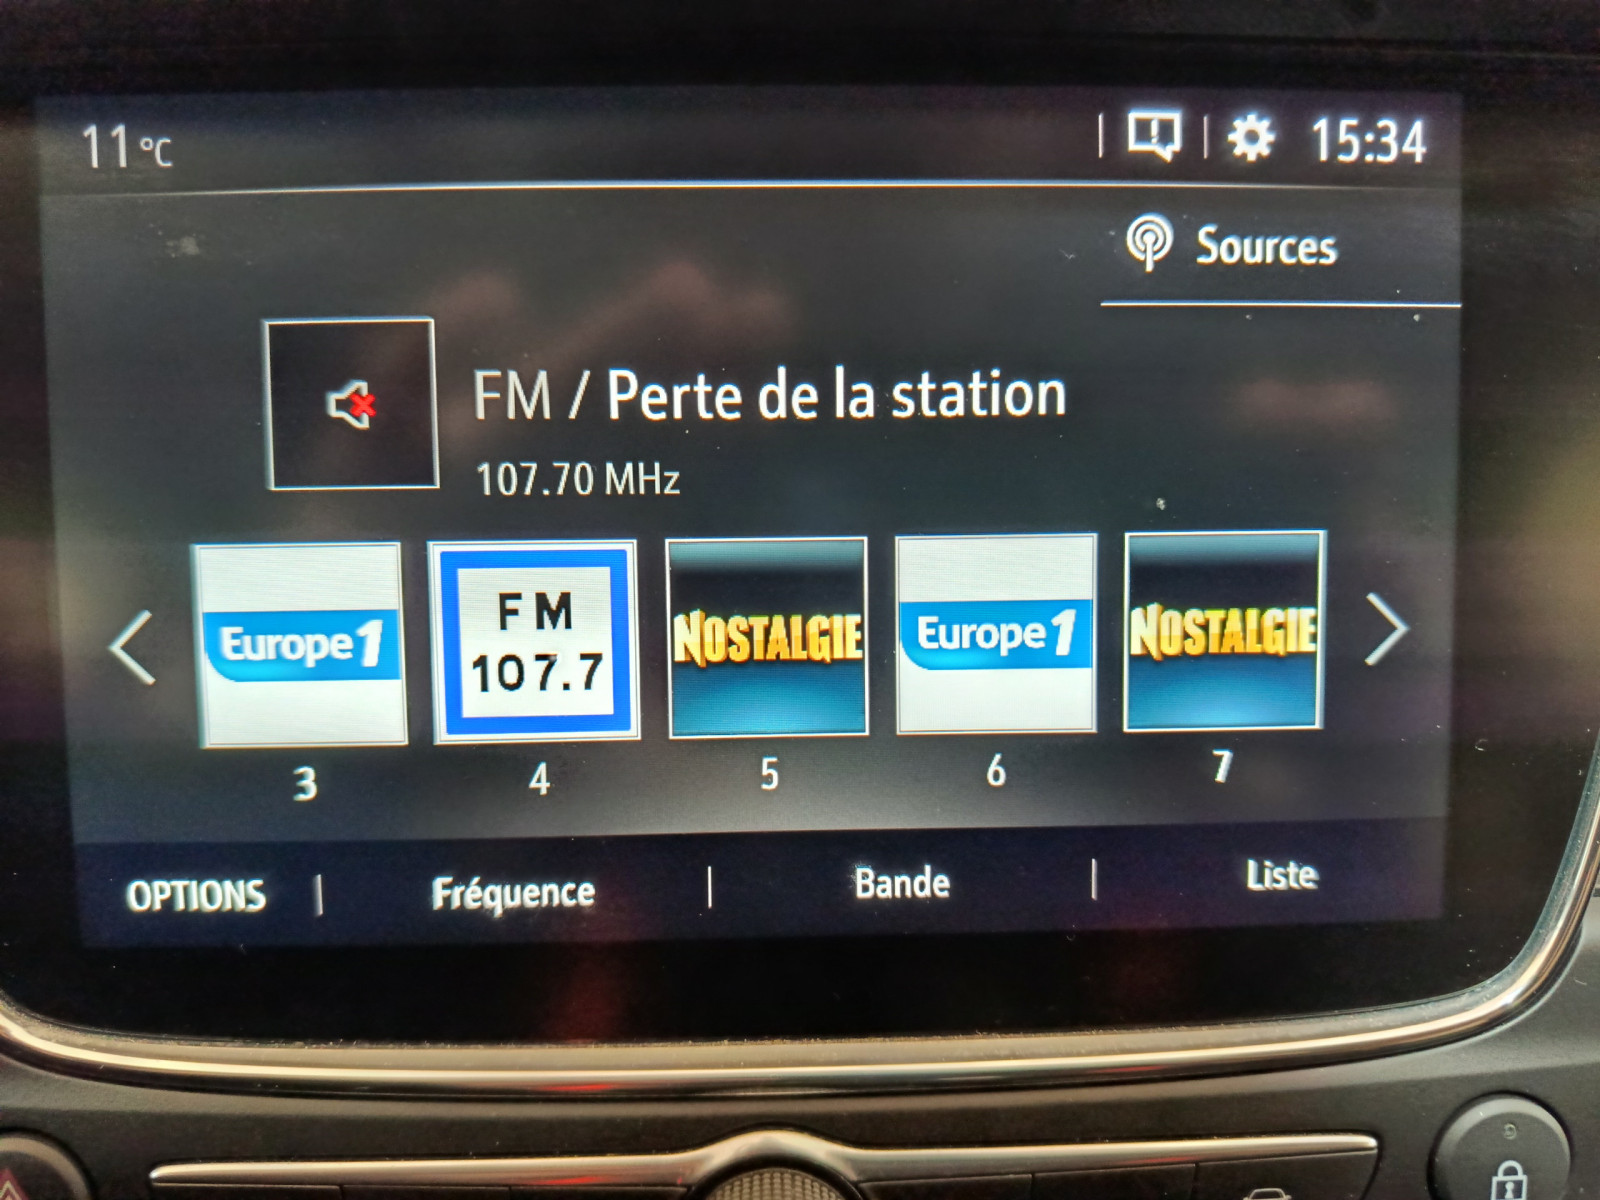 11 °C
15:34
Sources
FM / Perte de la station
107.70 MHz
Europe 1
FM
107.7
NOSTALGIE
Europe 1
NOSTALGIE
3
4
5
6
7
OPTIONS
Fréquence
Bande
Liste